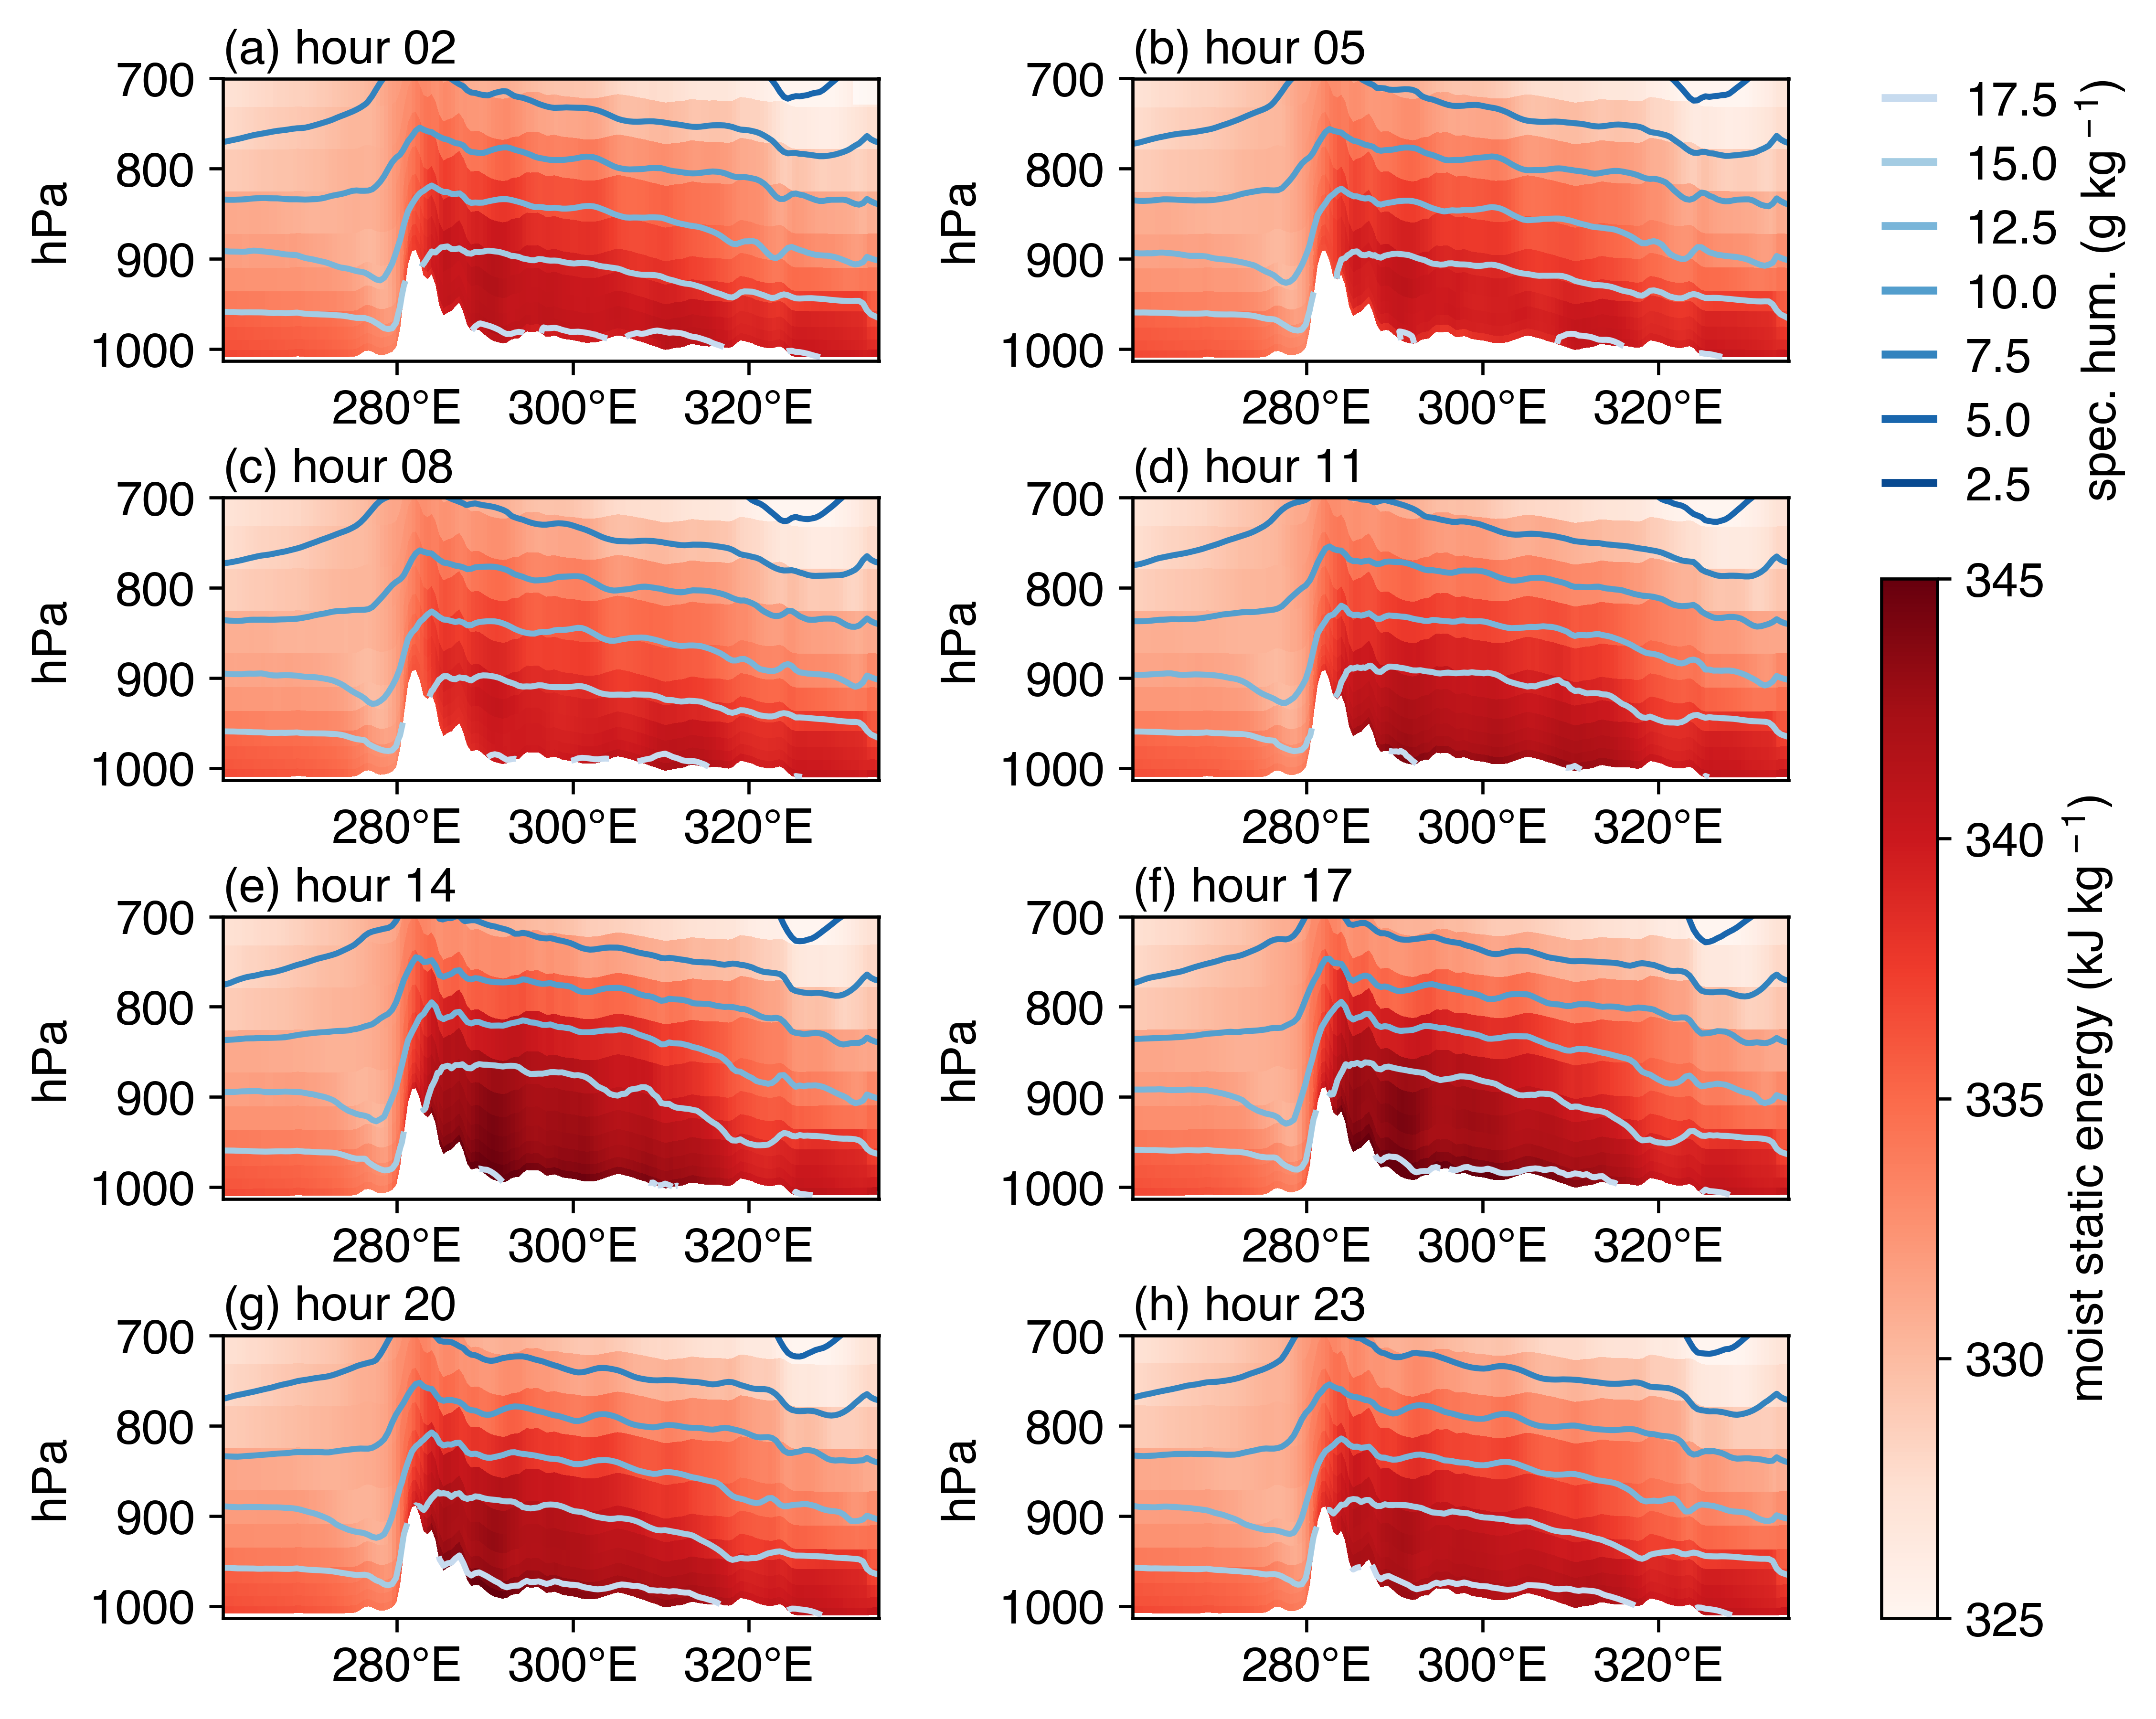 (a) hour 02
700
800
900
1000
hPa
280°E 300°E 320°E
(b) hour 05
700
800
900
1000
hPa
280°E 300°E 320°E
(c) hour 08
700
800
900
1000
hPa
280°E 300°E 320°E
(d) hour 11
700
800
900
1000
hPa
280°E 300°E 320°E
(e) hour 14
700
800
900
1000
hPa
280°E 300°E 320°E
(f) hour 17
700
800
900
1000
hPa
280°E 300°E 320°E
(g) hour 20
700
800
900
1000
hPa
280°E 300°E 320°E
(h) hour 23
700
800
900
1000
hPa
280°E 300°E 320°E
17.5
15.0
12.5
10.0
7.5
5.0
2.5
spec. hum. (g kg⁻¹)
345
340
335
330
325
moist static energy (kJ kg⁻¹)